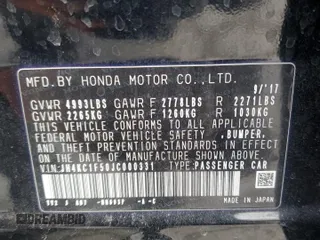 MFD.BY HONDA MOTOR CO.,LTD.
9/'17
GVWR 4993LBS GAWR F 2778LBS R 2271LBS
GVWR 2265KG GAWR F 1260KG R 1030KG
THIS VEHICLE CONFORMS TO ALL APPLICABLE
FEDERAL MOTOR VEHICLE SAFETY, BUMPER,
AND THEFT PREVENTION STANDARDS IN EFFECT
ON THE DATE OF MANUFACTURE SHOWN ABOVE.
TYPE:PASSENGER CAR
MADE IN JAPAN